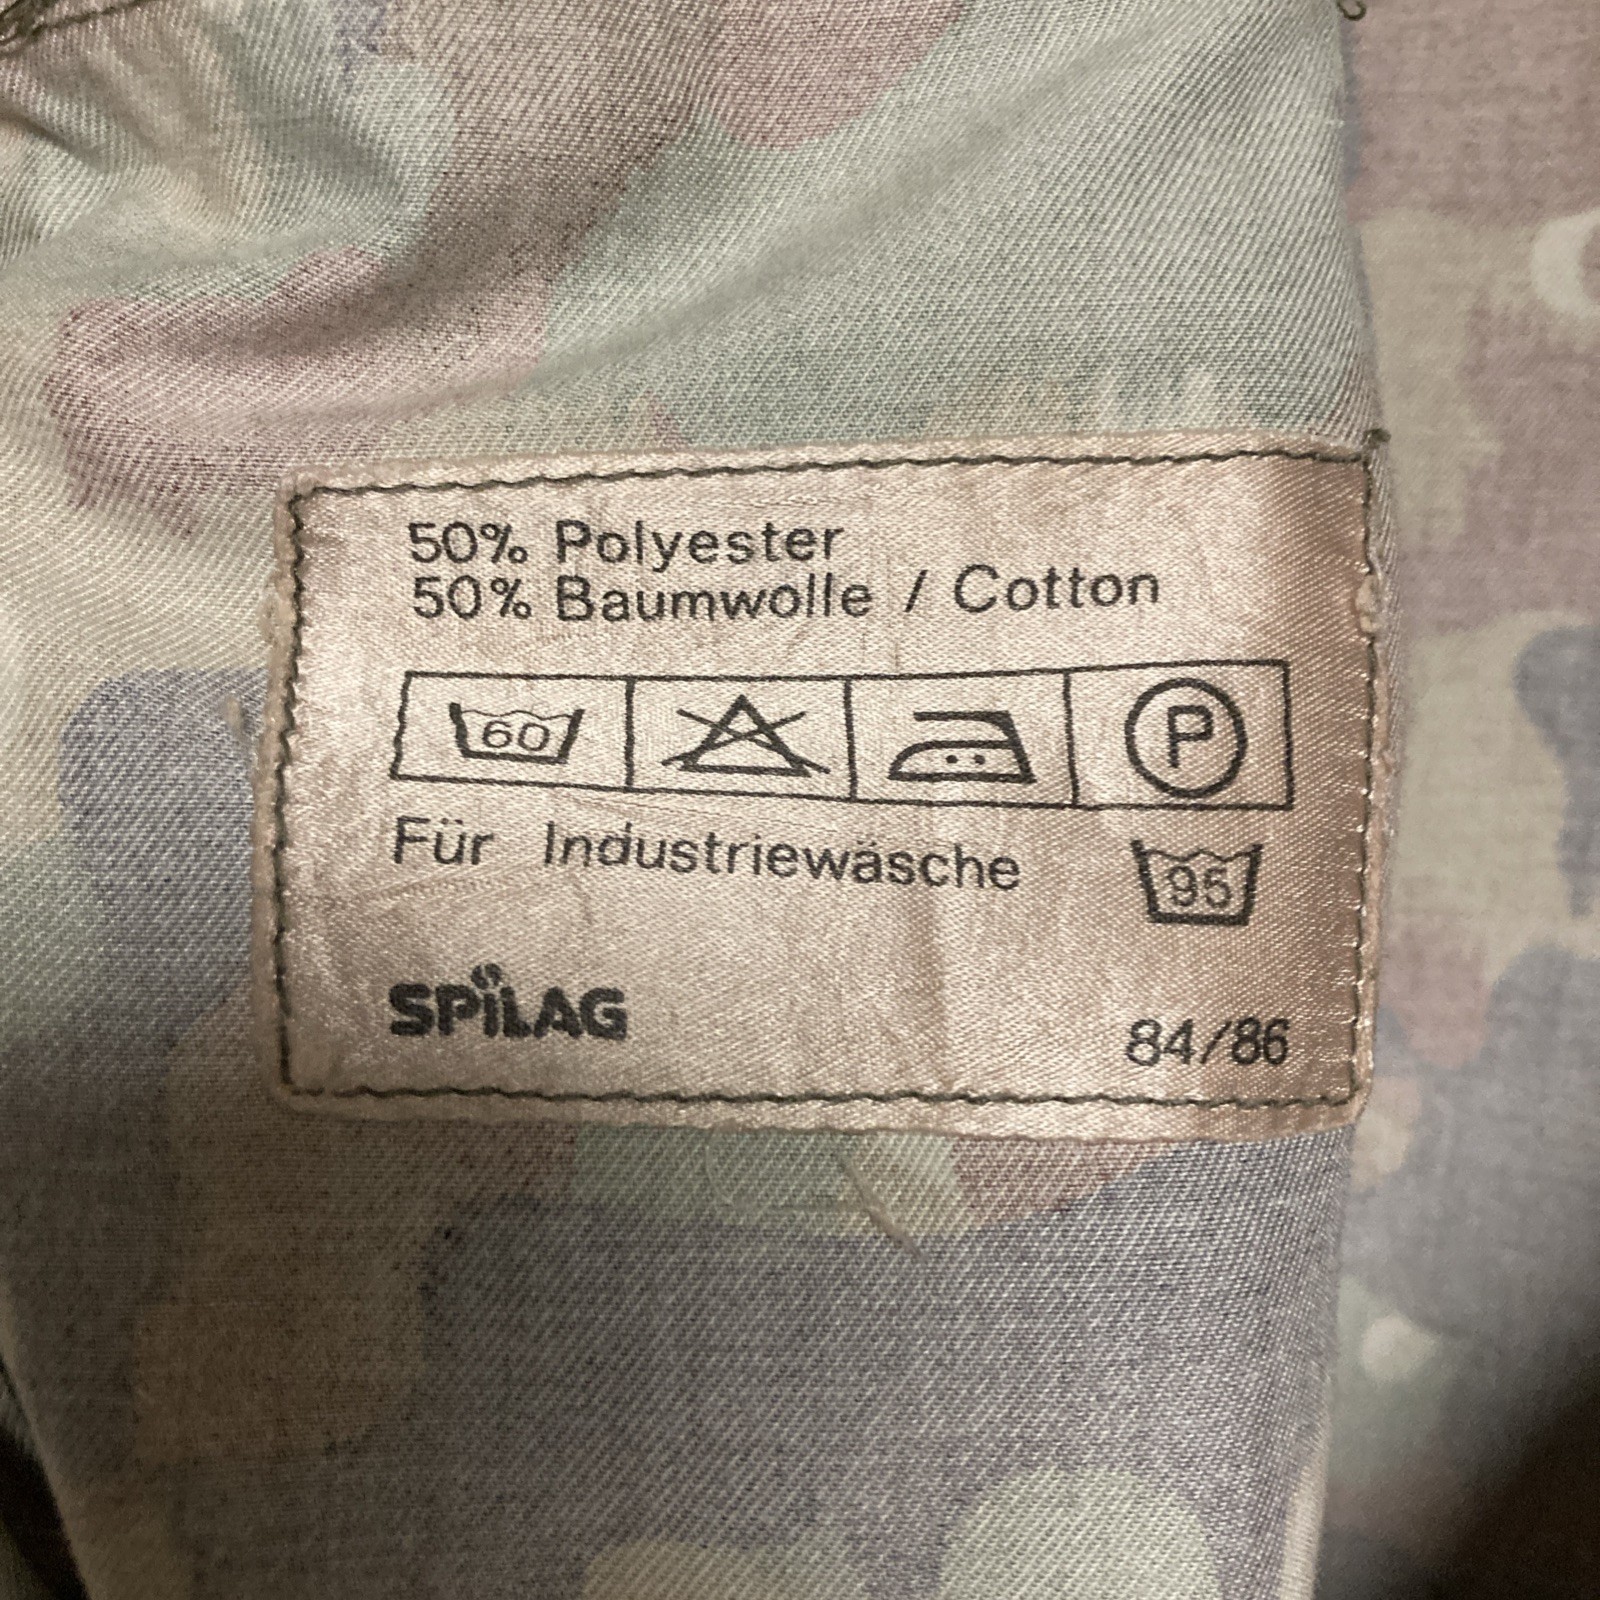 50% Polyester
50% Baumwolle / Cotton
60 P
Für Industriewäsche 95
SPiLAG 84/86